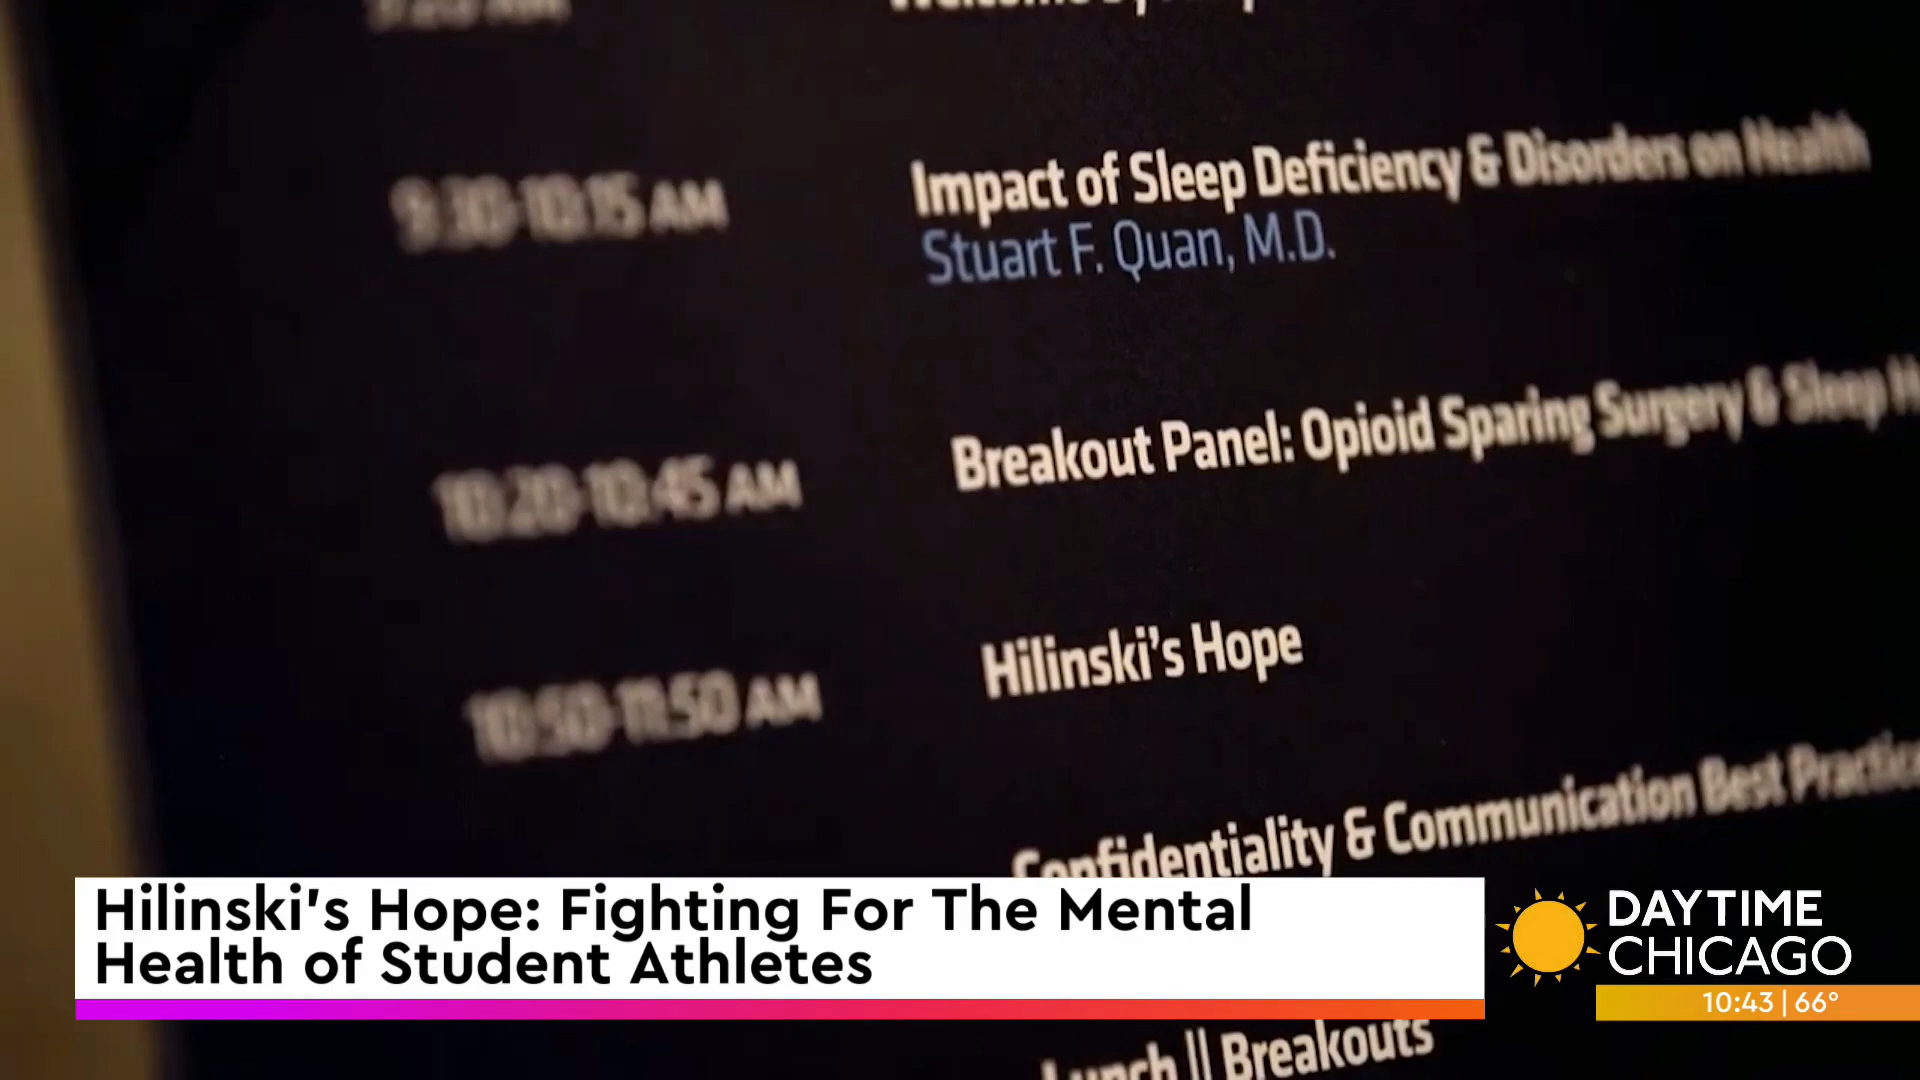 9:30-10:15 AM
Impact of Sleep Deficiency & Disorders on Health
Stuart F. Quan, M.D.
10:20-10:45 AM
Breakout Panel: Opioid Sparing Surgery & Sleep
10:50-11:50 AM
Hilinski's Hope
Confidentiality & Communication Best
Lunch || Breakouts
Hilinski's Hope: Fighting For The Mental
Health of Student Athletes
DAYTIME
CHICAGO
10:43 | 66°